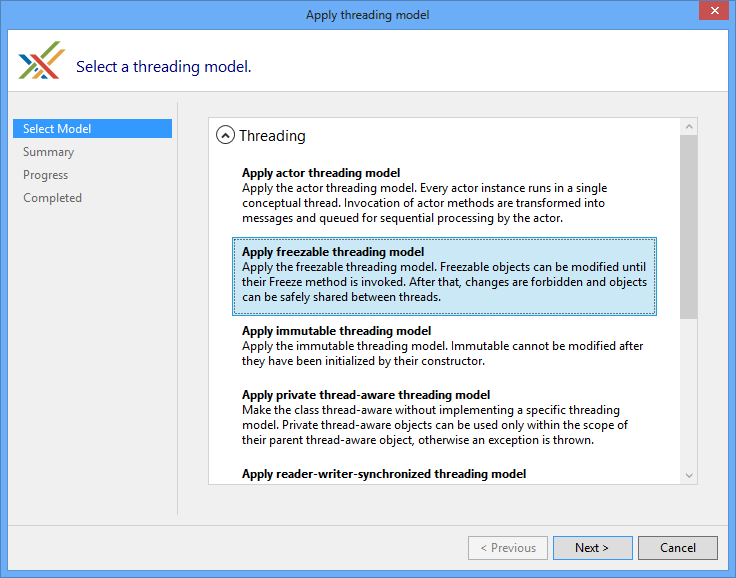 Apply threading model
Select a threading model.
Select Model
Summary
Progress
Completed
Threading
Apply actor threading model
Apply the actor threading model. Every actor instance runs in a single
conceptual thread. Invocation of actor methods are transformed into
messages and queued for sequential processing by the actor.
Apply freezable threading model
Apply the freezable threading model. Freezable objects can be modified until
their Freeze method is invoked. After that, changes are forbidden and objects
can be safely shared between threads.
Apply immutable threading model
Apply the immutable threading model. Immutable cannot be modified after
they have been initialized by their constructor.
Apply private thread-aware threading model
Make the class thread-aware without implementing a specific threading
model. Private thread-aware objects can be used only within the scope of
their parent thread-aware object, otherwise an exception is thrown.
Apply reader-writer-synchronized threading model
< Previous
Next >
Cancel